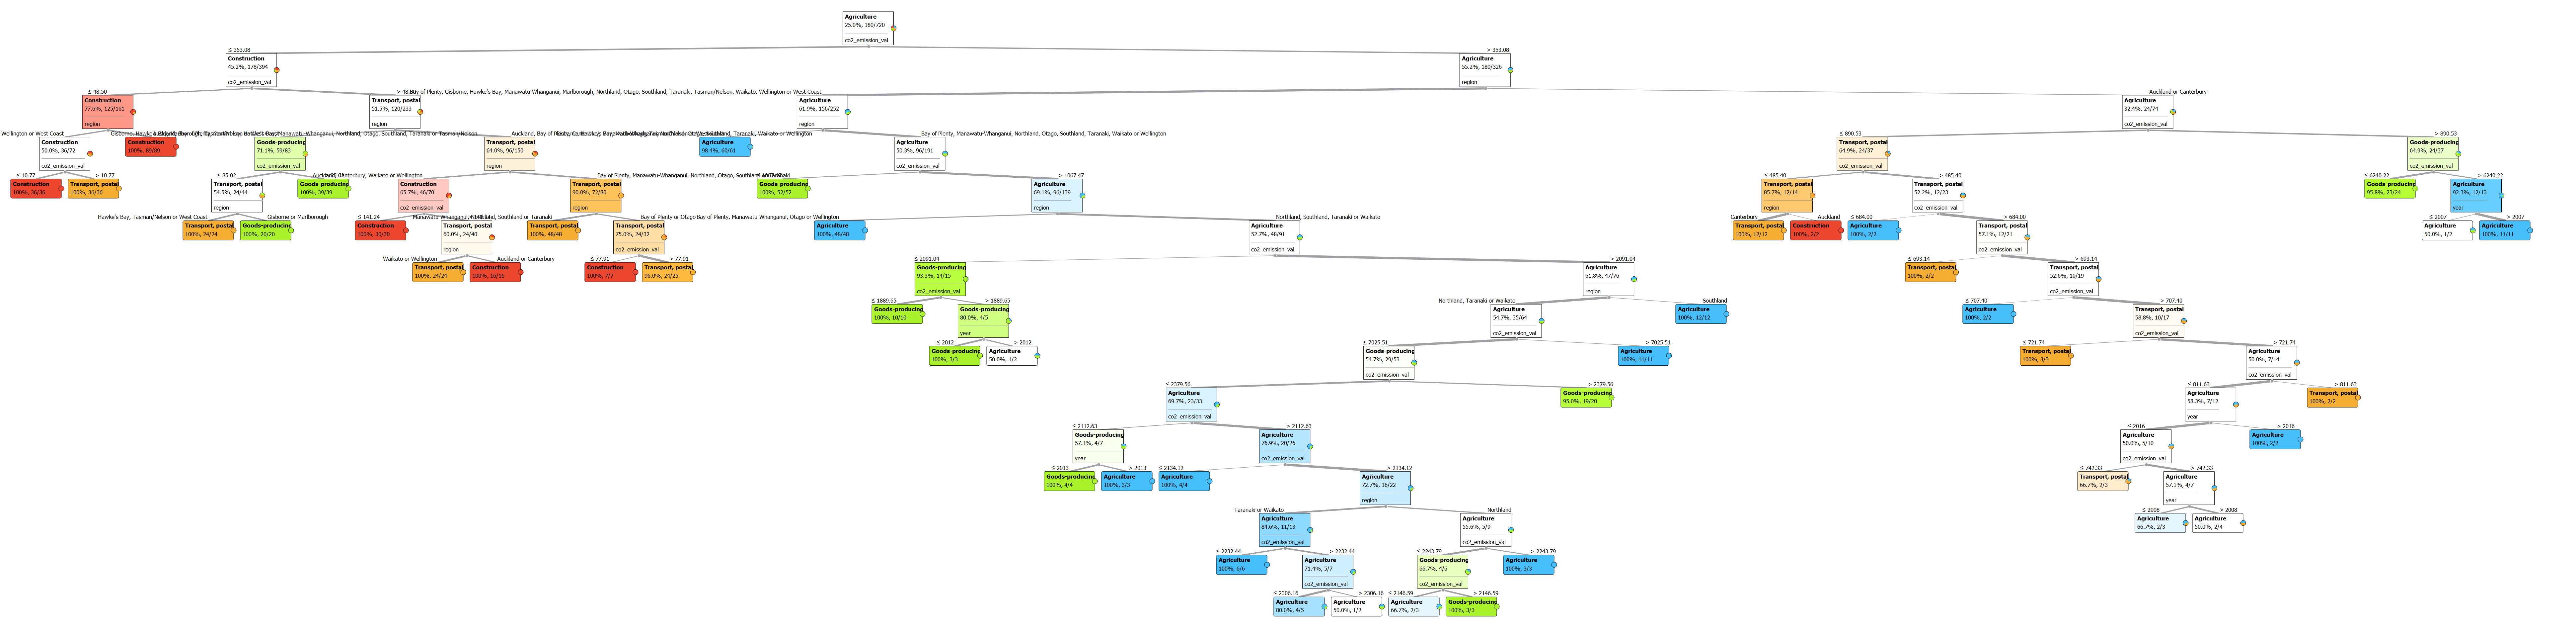 Agriculture
25.0%, 180/720
co2_emission_val
≤ 353.08
> 353.08
Construction
45.2%, 178/394
co2_emission_val
Agriculture
55.2%, 180/326
region
≤ 48.50
> 48.50
Bay of Plenty, Gisborne, Hawke's Bay, Manawatu-Whanganui, Marlborough, Northland, Otago, Southland, Taranaki, Tasman/Nelson, Waikato, Wellington or West Coast
Auckland or Canterbury
Construction
77.6%, 125/161
region
Transport, postal
51.5%, 120/233
region
Agriculture
61.9%, 156/252
region
Agriculture
32.4%, 24/74
co2_emission_val
Wellington or West Coast
Bay of Plenty, Manawatu-Whanganui, Northland, Otago, Southland, Taranaki, Waikato or Wellington
≤ 890.53
> 890.53
Construction
50.0%, 36/72
co2_emission_val
Construction
100%, 89/89
Goods-producing
71.1%, 59/83
co2_emission_val
Transport, postal
64.0%, 96/150
region
Agriculture
98.4%, 60/61
Agriculture
50.3%, 96/191
co2_emission_val
Transport, postal
64.9%, 24/37
co2_emission_val
Goods-producing
64.9%, 24/37
co2_emission_val
≤ 10.77
> 10.77
≤ 85.02
Auckland, Canterbury, Waikato or Wellington
Bay of Plenty, Manawatu-Whanganui, Northland, Otago, Southland or Taranaki
≤ 1067.47
> 1067.47
≤ 485.40
> 485.40
≤ 6240.22
> 6240.22
Construction
100%, 36/36
Transport, postal
100%, 36/36
Transport, postal
54.5%, 24/44
region
Goods-producing
100%, 39/39
Construction
65.7%, 46/70
co2_emission_val
Transport, postal
90.0%, 72/80
region
Goods-producing
100%, 52/52
Agriculture
69.1%, 96/139
region
Transport, postal
85.7%, 12/14
region
Transport, postal
52.2%, 12/23
co2_emission_val
Goods-producing
95.8%, 23/24
Agriculture
92.3%, 12/13
year
Hawke's Bay, Tasman/Nelson or West Coast
Gisborne or Marlborough
≤ 141.24
> 141.24
Manawatu-Whanganui, Northland, Southland or Taranaki
Bay of Plenty or Otago
Bay of Plenty, Manawatu-Whanganui, Otago or Wellington
Northland, Southland, Taranaki or Waikato
Canterbury
Auckland
≤ 684.00
> 684.00
≤ 2007
> 2007
Transport, postal
100%, 24/24
Goods-producing
100%, 20/20
Construction
100%, 30/30
Transport, postal
60.0%, 24/40
region
Transport, postal
100%, 48/48
Transport, postal
75.0%, 24/32
co2_emission_val
Agriculture
100%, 48/48
Agriculture
52.7%, 48/91
co2_emission_val
Transport, postal
100%, 12/12
Construction
100%, 2/2
Agriculture
100%, 2/2
Transport, postal
57.1%, 12/21
co2_emission_val
Agriculture
50.0%, 1/2
Agriculture
100%, 11/11
Waikato or Wellington
Auckland or Canterbury
≤ 77.91
> 77.91
≤ 2091.04
> 2091.04
≤ 693.14
> 693.14
Transport, postal
100%, 24/24
Construction
100%, 16/16
Construction
100%, 7/7
Transport, postal
96.0%, 24/25
Goods-producing
93.3%, 14/15
co2_emission_val
Agriculture
61.8%, 47/76
region
Transport, postal
100%, 2/2
Transport, postal
52.6%, 10/19
co2_emission_val
≤ 1889.65
> 1889.65
Northland, Taranaki or Waikato
Southland
≤ 707.40
> 707.40
Goods-producing
100%, 10/10
Goods-producing
80.0%, 4/5
year
Agriculture
54.7%, 35/64
co2_emission_val
Agriculture
100%, 12/12
Agriculture
100%, 2/2
Transport, postal
58.8%, 10/17
co2_emission_val
≤ 2012
> 2012
≤ 7025.51
> 7025.51
≤ 721.74
> 721.74
Goods-producing
100%, 3/3
Agriculture
50.0%, 1/2
Goods-producing
54.7%, 29/53
co2_emission_val
Agriculture
100%, 11/11
Transport, postal
100%, 3/3
Agriculture
50.0%, 7/14
co2_emission_val
≤ 2379.56
> 2379.56
≤ 811.63
> 811.63
Agriculture
69.7%, 23/33
co2_emission_val
Goods-producing
95.0%, 19/20
Agriculture
58.3%, 7/12
year
Transport, postal
100%, 2/2
≤ 2112.63
> 2112.63
≤ 2016
> 2016
Goods-producing
57.1%, 4/7
year
Agriculture
76.9%, 20/26
co2_emission_val
Agriculture
50.0%, 5/10
co2_emission_val
Agriculture
100%, 2/2
≤ 2013
> 2013
≤ 2134.12
> 2134.12
≤ 742.33
> 742.33
Goods-producing
100%, 4/4
Agriculture
100%, 3/3
Agriculture
100%, 4/4
Agriculture
72.7%, 16/22
region
Transport, postal
66.7%, 2/3
Agriculture
57.1%, 4/7
year
Taranaki or Waikato
Northland
≤ 2008
> 2008
Agriculture
84.6%, 11/13
co2_emission_val
Agriculture
55.6%, 5/9
co2_emission_val
Agriculture
66.7%, 2/3
Agriculture
50.0%, 2/4
≤ 2232.44
> 2232.44
≤ 2243.79
> 2243.79
Agriculture
100%, 6/6
Agriculture
71.4%, 5/7
co2_emission_val
Goods-producing
66.7%, 4/6
co2_emission_val
Agriculture
100%, 3/3
≤ 2306.16
> 2306.16
≤ 2146.59
> 2146.59
Agriculture
80.0%, 4/5
Agriculture
50.0%, 1/2
Agriculture
66.7%, 2/3
Goods-producing
100%, 3/3